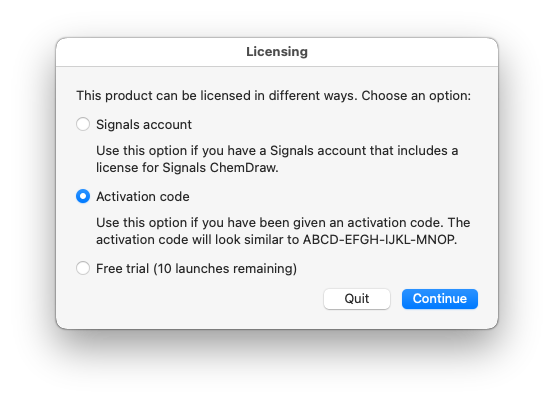 Licensing
This product can be licensed in different ways. Choose an option:
Signals account
Use this option if you have a Signals account that includes a
license for Signals ChemDraw.
Activation code
Use this option if you have been given an activation code. The
activation code will look similar to ABCD-EFGH-IJKL-MNOP.
Free trial (10 launches remaining)
Quit
Continue